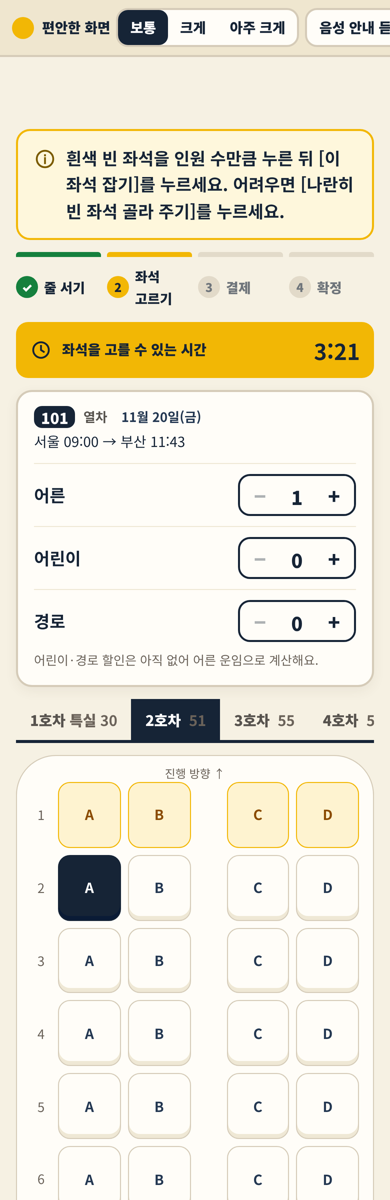 편안한 화면 보통 크게 아주 크게 음성 안내
흰색 빈 좌석을 인원 수만큼 누른 뒤 [이
좌석 잡기]를 누르세요. 어려우면 [나란히
빈 좌석 골라 주기]를 누르세요.
줄 서기 2 좌석 고르기 3 결제 4 확정
좌석을 고를 수 있는 시간 3:21
101 열차 11월 20일(금)
서울 09:00 → 부산 11:43
어른 − 1 +
어린이 − 0 +
경로 − 0 +
어린이·경로 할인은 아직 없어 어른 운임으로 계산해요.
1호차 특실 30 2호차 51 3호차 55 4호차 5
진행 방향 ↑
1 A B C D
2 A B C D
3 A B C D
4 A B C D
5 A B C D
6 A B C D